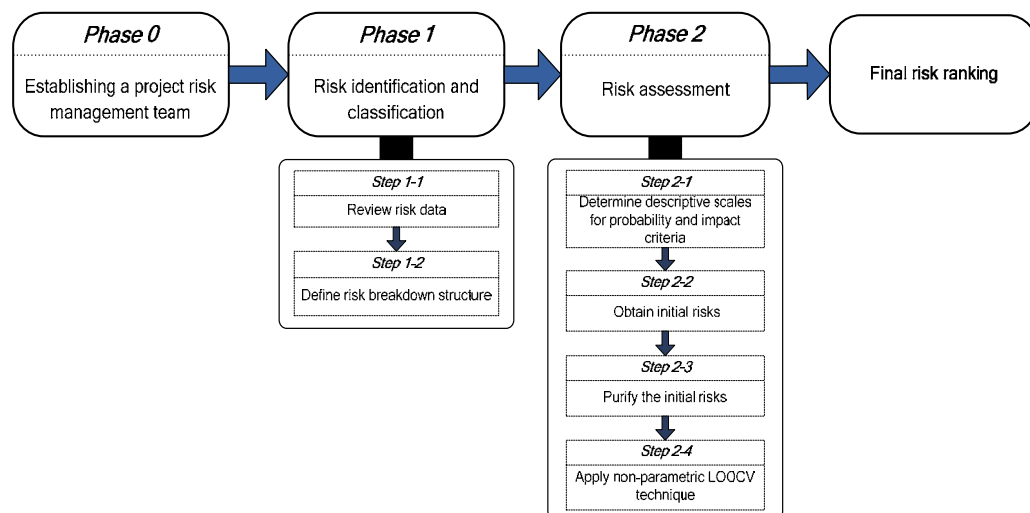 Phase 0
Establishing a project risk
management team
Phase 1
Risk identification and
classification
Phase 2
Risk assessment
Final risk ranking
Step 1-1
Review risk data
Step 1-2
Define risk breakdown structure
Step 2-1
Determine descriptive scales
for probability and impact
criteria
Step 2-2
Obtain initial risks
Step 2-3
Purify the initial risks
Step 2-4
Apply non-parametric LOOCV
technique